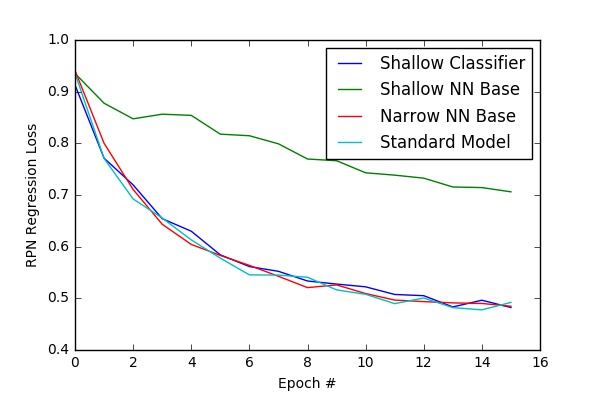 1.0
0.9
0.8
0.7
0.6
0.5
0.4
RPN Regression Loss
Shallow Classifier
Shallow NN Base
Narrow NN Base
Standard Model
0 2 4 6 8 10 12 14 16
Epoch #